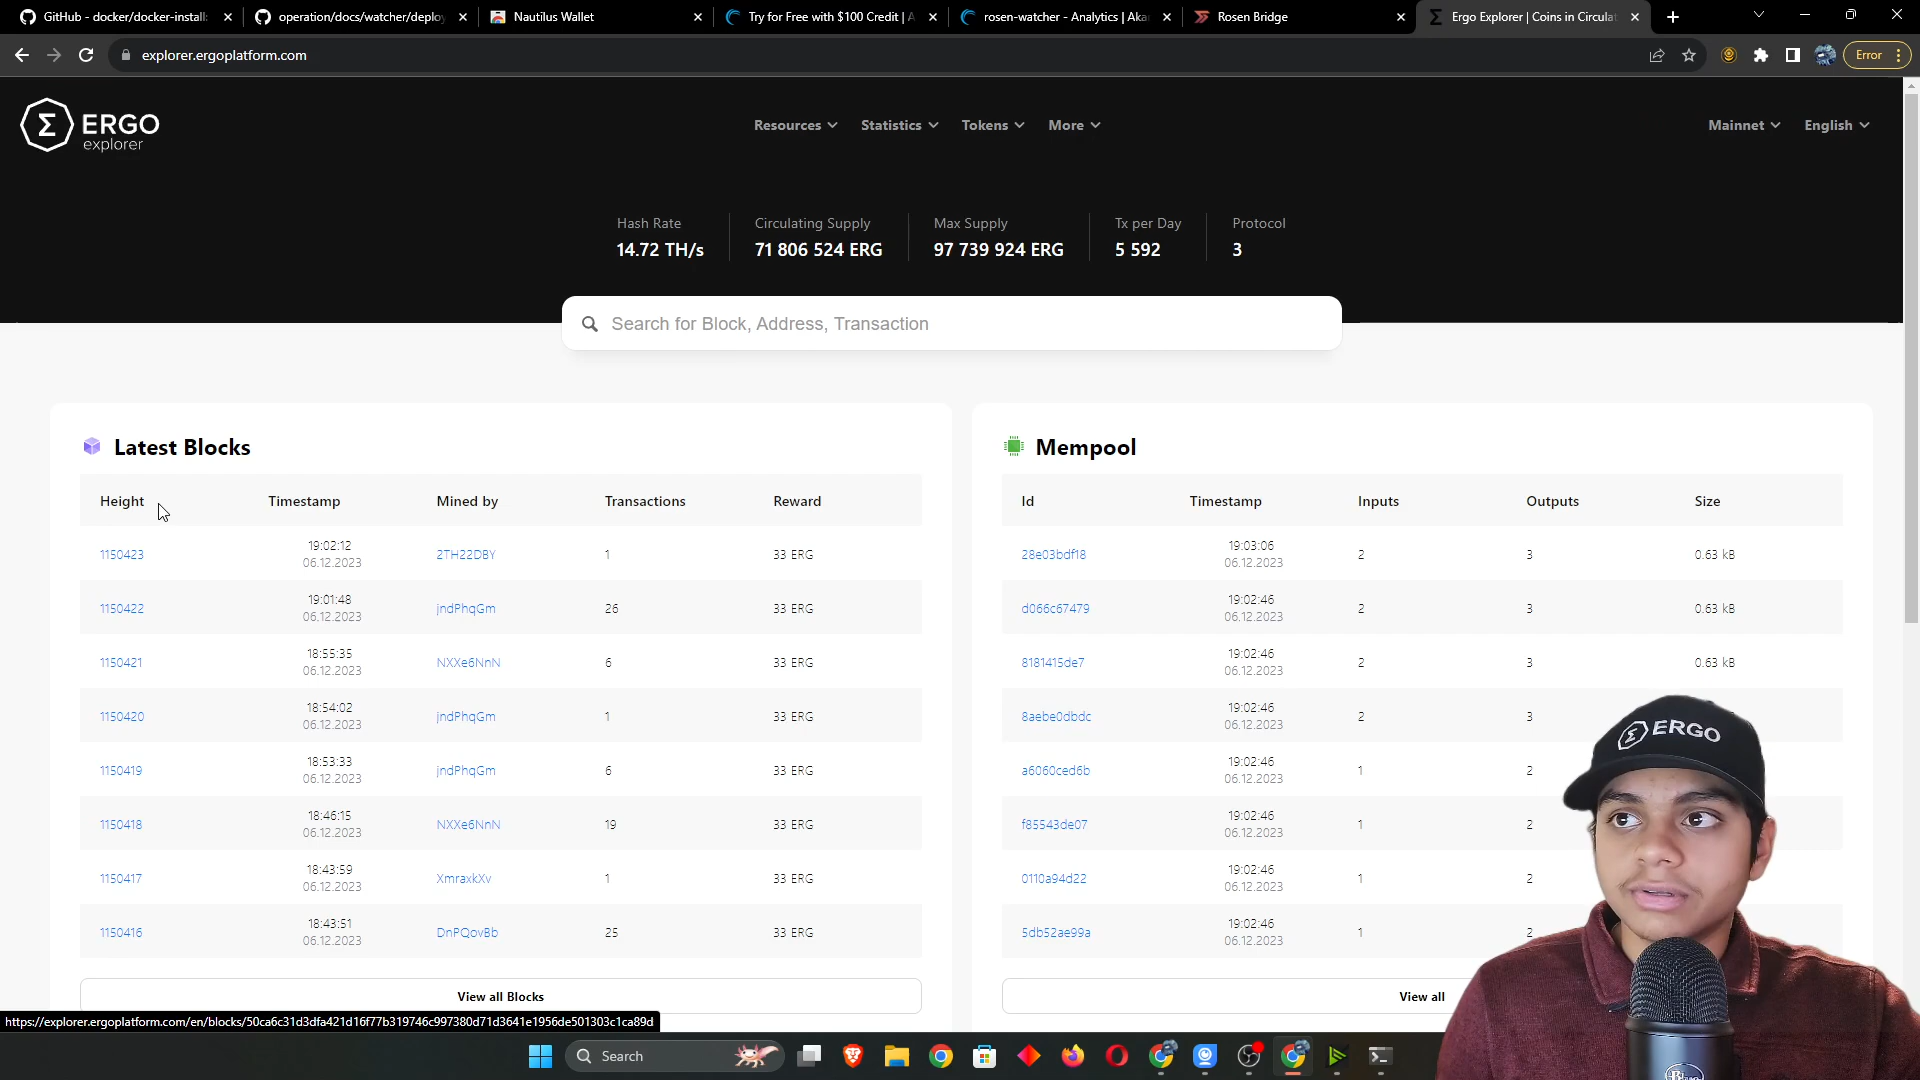 GitHub - docker/docker-install:
operation/docs/watcher/deploy
Nautilus Wallet
Try for Free with $100 Credit | A
rosen-watcher - Analytics | Aka
Rosen Bridge
Ergo Explorer | Coins in Circulat
explorer.ergoplatform.com
Error
ERGO
explorer
Resources
Statistics
Tokens
More
Mainnet
English
Hash Rate
14.72 TH/s
Circulating Supply
71 806 524 ERG
Max Supply
97 739 924 ERG
Tx per Day
5 592
Protocol
3
Search for Block, Address, Transaction
Latest Blocks
Height Timestamp Mined by Transactions Reward
1150423 19:02:12 06.12.2023 2TH22DBY 1 33 ERG
1150422 19:01:48 06.12.2023 jndPhqGm 26 33 ERG
1150421 18:55:35 06.12.2023 NXXe6NnN 6 33 ERG
1150420 18:54:02 06.12.2023 jndPhqGm 1 33 ERG
1150419 18:53:33 06.12.2023 jndPhqGm 6 33 ERG
1150418 18:46:15 06.12.2023 NXXe6NnN 19 33 ERG
1150417 18:43:59 06.12.2023 XmraxkXv 1 33 ERG
1150416 18:43:51 06.12.2023 DnPQovBb 25 33 ERG
View all Blocks
Mempool
Id Timestamp Inputs Outputs Size
28e03bdf18 19:03:06 06.12.2023 2 3 0.63 kB
d066c67479 19:02:46 06.12.2023 2 3 0.63 kB
8181415de7 19:02:46 06.12.2023 2 3 0.63 kB
8aebe0dbdc 19:02:46 06.12.2023 2 3
a6060ced6b 19:02:46 06.12.2023 1 2
f85543de07 19:02:46 06.12.2023 1 2
0110a94d22 19:02:46 06.12.2023 1 2
5db52ae99a 19:02:46 06.12.2023 1 2
View all
ERGO
https://explorer.ergoplatform.com/en/blocks/50ca6c31d3dfa421d16f77b319746c997380d71d3641e1956de501303c1ca89d
Search